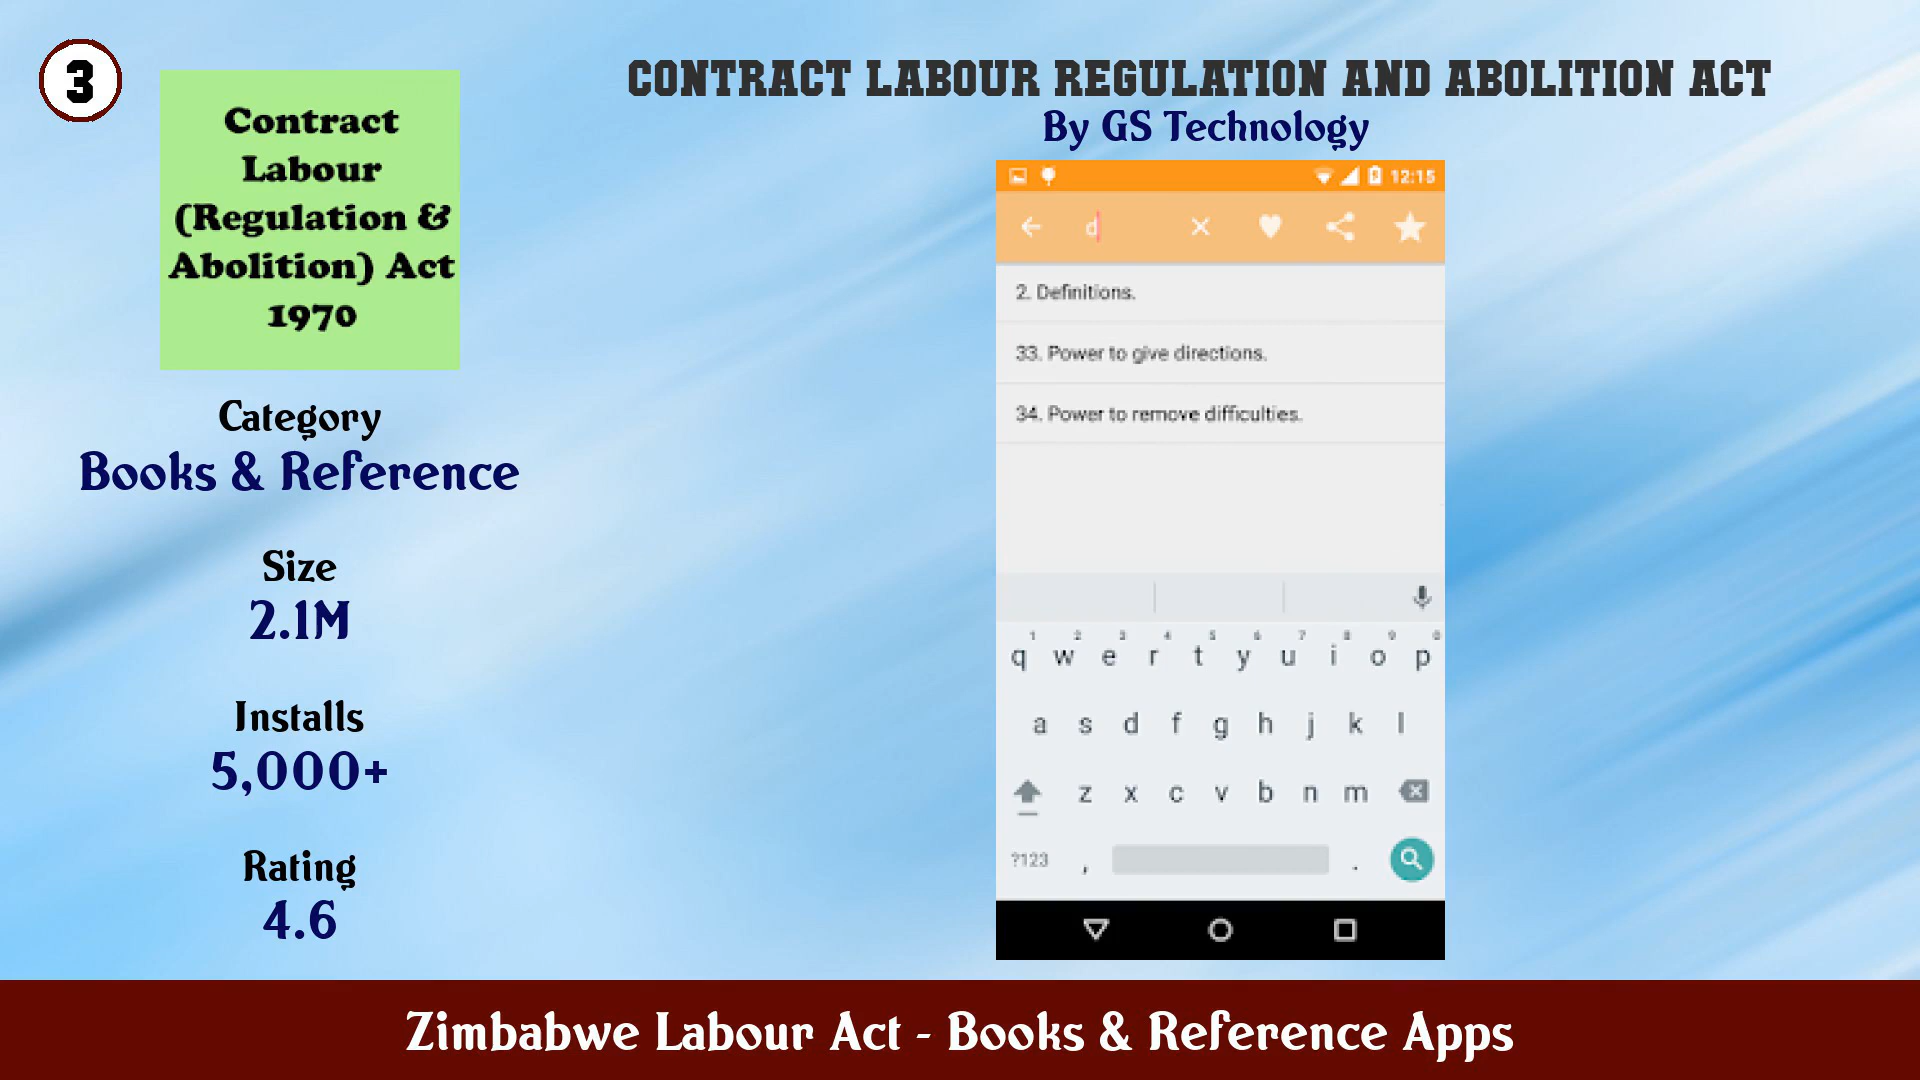 3
Contract
Labour
(Regulation &
Abolition) Act
1970
Category
Books & Reference
Size
2.1M
Installs
5,000+
Rating
4.6
CONTRACT LABOUR REGULATION AND ABOLITION ACT
By GS Technology
12:15
d
2. Definitions.
33. Power to give directions.
34. Power to remove difficulties.
1 2 3 4 5 6 7 8 9 0
q w e r t y u i o p
a s d f g h j k l
z x c v b n m
?123 , .
Zimbabwe Labour Act - Books & Reference Apps